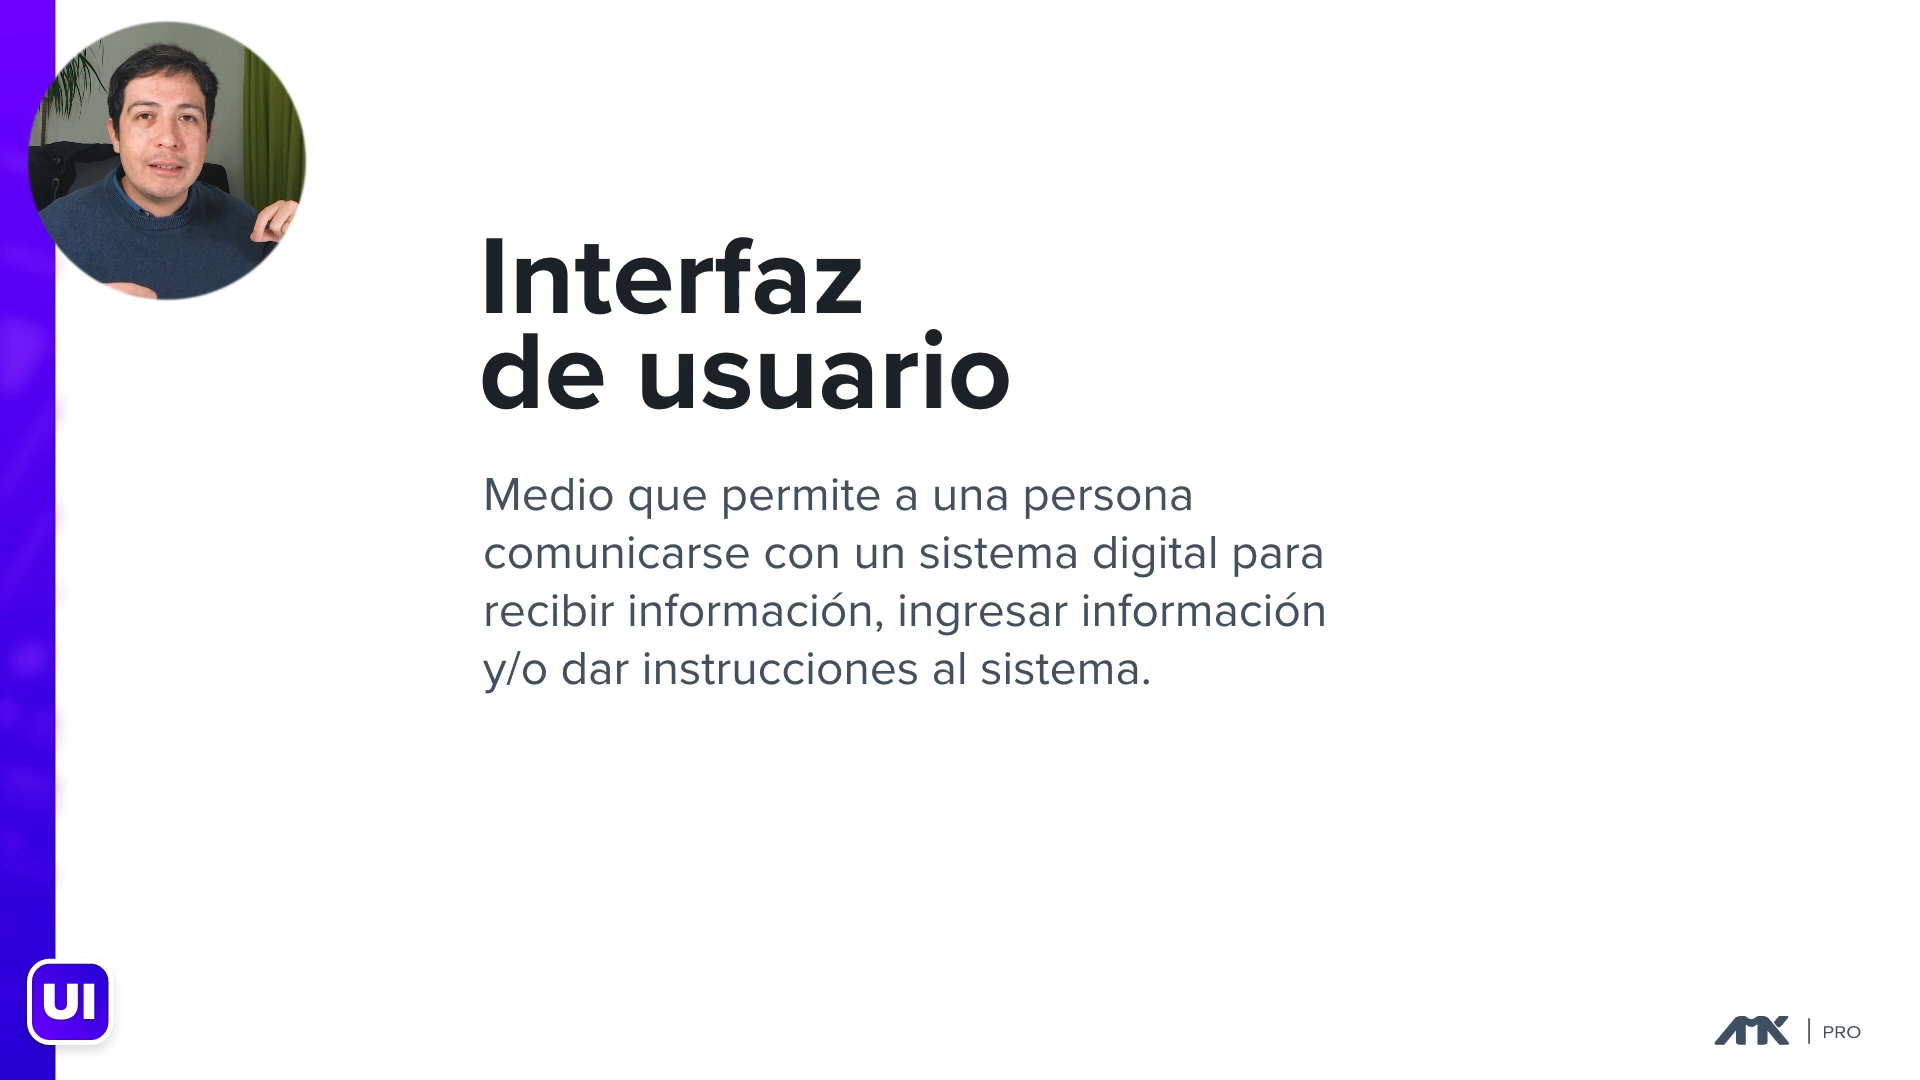 Interfaz
de usuario
Medio que permite a una persona
comunicarse con un sistema digital para
recibir información, ingresar información
y/o dar instrucciones al sistema.
UI
AMK | PRO